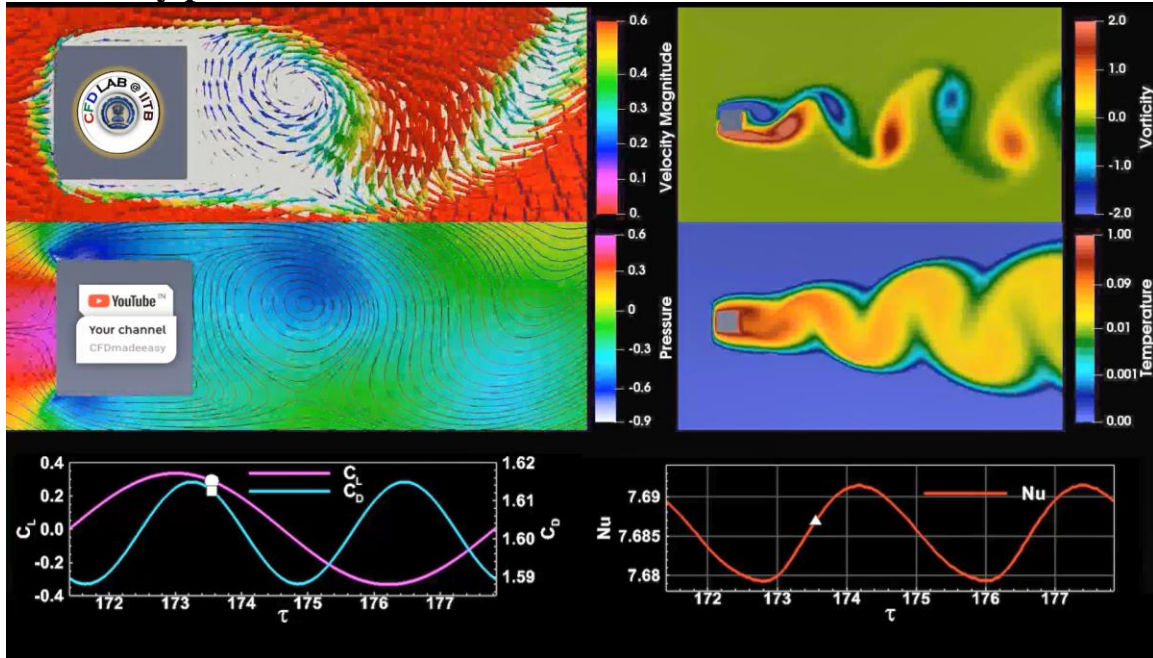 CFD LAB @ IITB
0.6
0.4
0.3
0.2
0.1
0.
Velocity Magnitude
2.0
1.0
0.0
-1.0
-2.0
Vorticity
YouTube IN
Your channel
CFDmadeeasy
0.6
0.3
0
-0.3
-0.6
-0.9
Pressure
1.00
0.09
0.01
0.001
0.00
Temperature
0.4
0.2
0.0
-0.2
-0.4
C_L
C_L
C_D
1.62
1.61
1.60
1.59
C_D
172 173 174 175 176 177
τ
7.69
7.685
7.68
Nu
Nu
172 173 174 175 176 177
τ